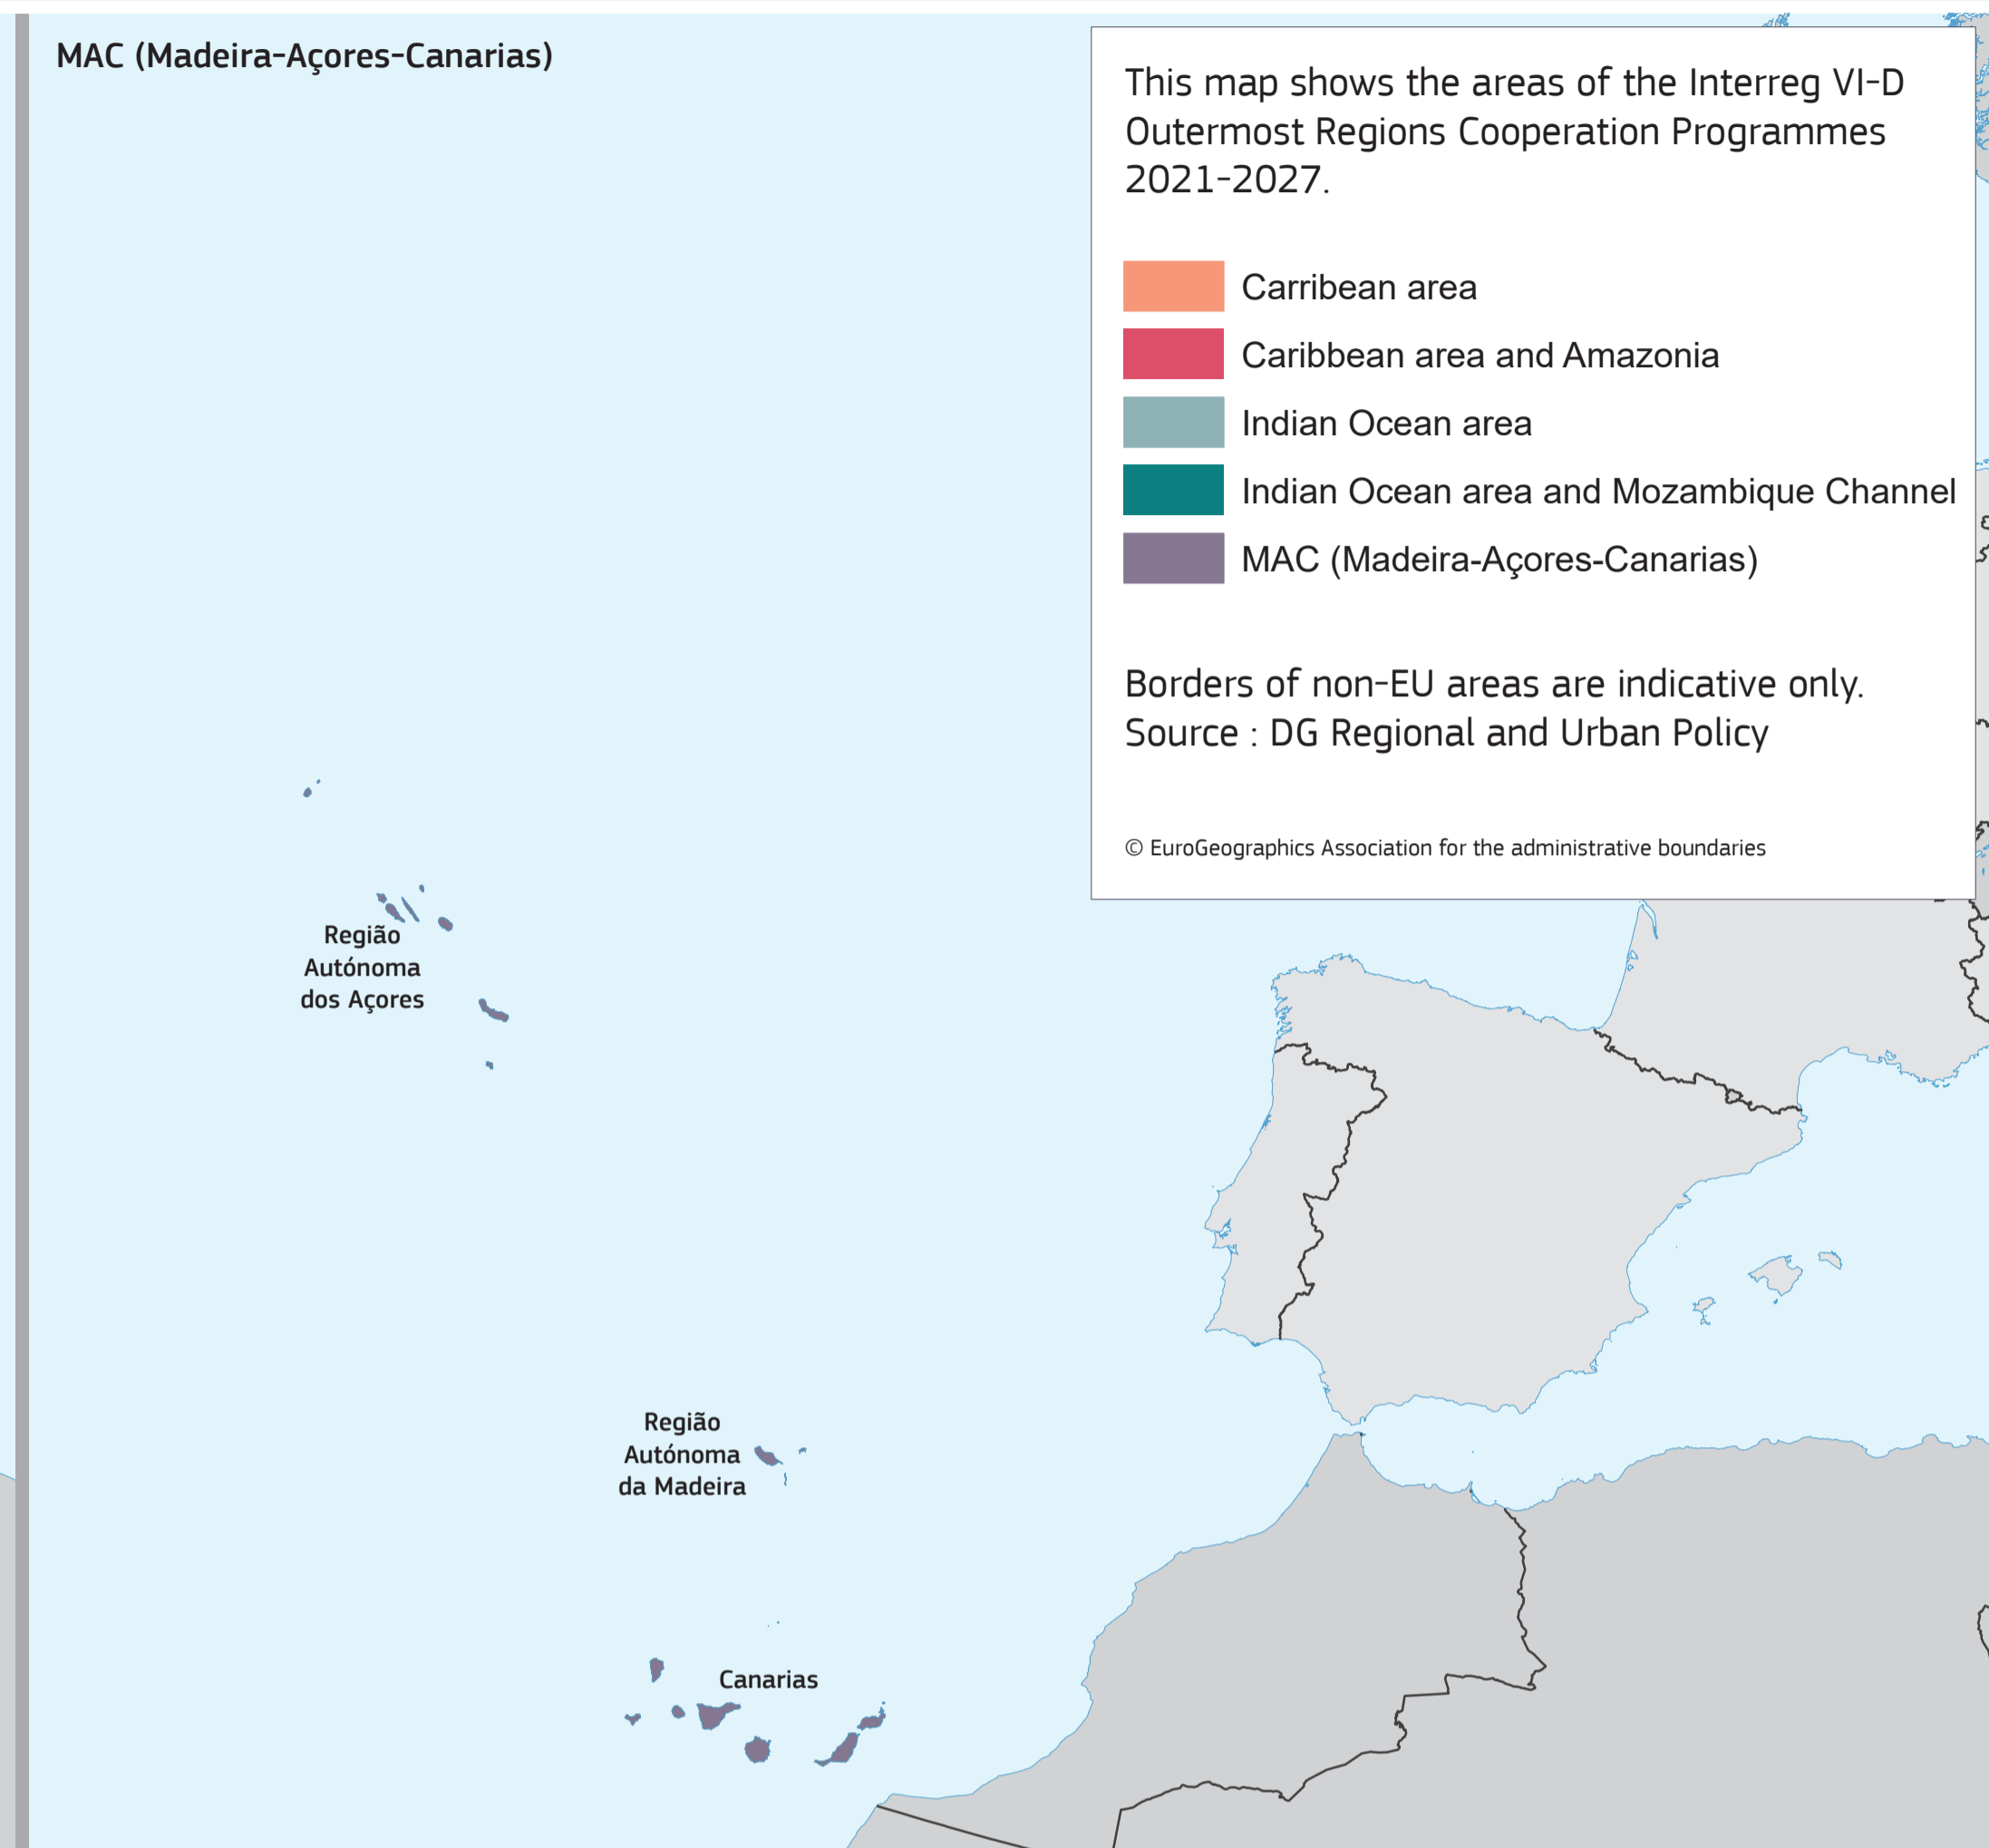 MAC (Madeira-Açores-Canarias)
This map shows the areas of the Interreg VI-D
Outermost Regions Cooperation Programmes
2021-2027.
Carribean area
Caribbean area and Amazonia
Indian Ocean area
Indian Ocean area and Mozambique Channel
MAC (Madeira-Açores-Canarias)
Borders of non-EU areas are indicative only.
Source : DG Regional and Urban Policy
© EuroGeographics Association for the administrative boundaries
Região
Autónoma
dos Açores
Região
Autónoma
da Madeira
Canarias